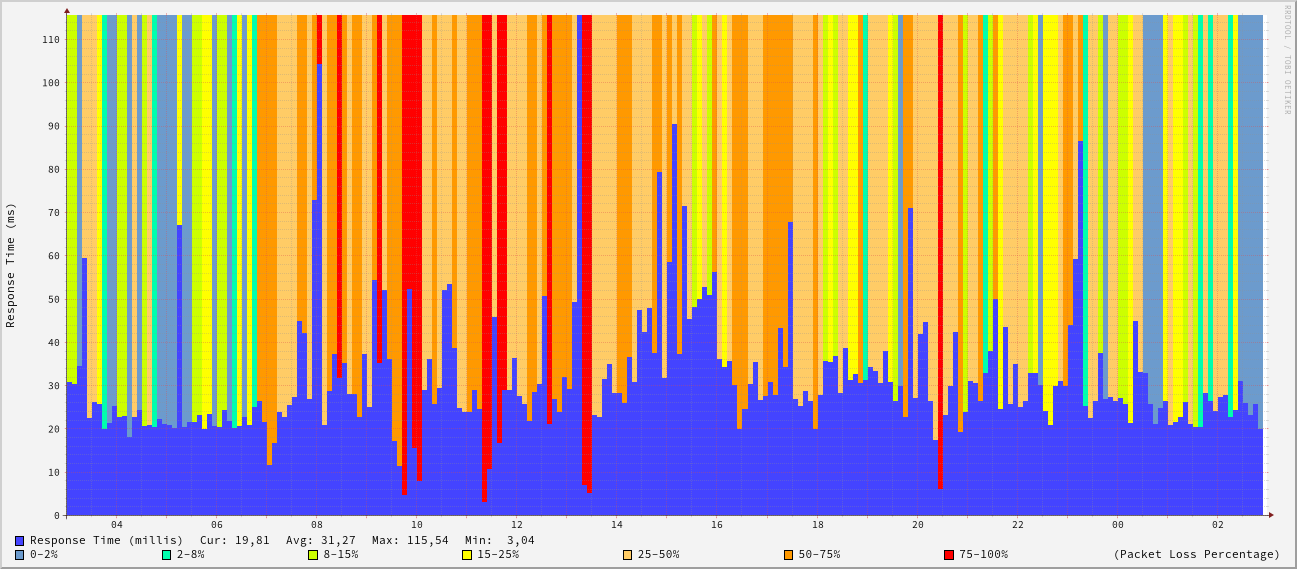 RRDTOOL / TOBI OETIKER
Response Time (ms)
110
100
90
80
70
60
50
40
30
20
10
0
04 06 08 10 12 14 16 18 20 22 00 02
Response Time (millis) Cur: 19,81 Avg: 31,27 Max: 115,54 Min: 3,04
0-2% 2-8% 8-15% 15-25% 25-50% 50-75% 75-100% (Packet Loss Percentage)